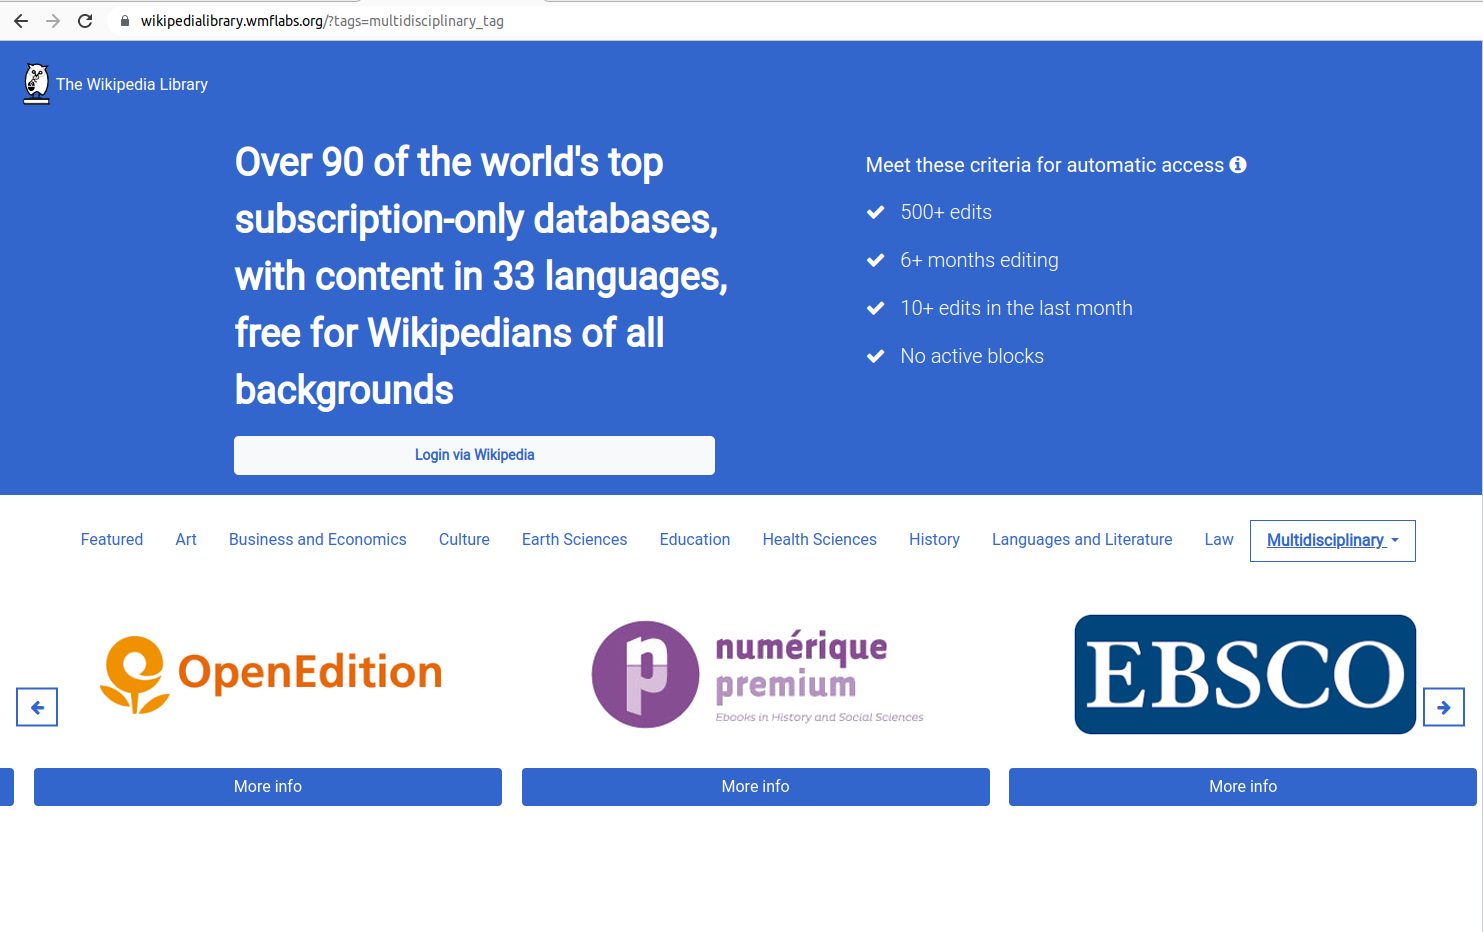 wikipedialibrary.wmflabs.org/?tags=multidisciplinary_tag
The Wikipedia Library
Over 90 of the world's top
subscription-only databases,
with content in 33 languages,
free for Wikipedians of all
backgrounds
Login via Wikipedia
Meet these criteria for automatic access
500+ edits
6+ months editing
10+ edits in the last month
No active blocks
Featured Art Business and Economics Culture Earth Sciences Education Health Sciences History Languages and Literature Law Multidisciplinary
OpenEdition
numérique
premium
Ebooks in History and Social Sciences
EBSCO
More info More info More info